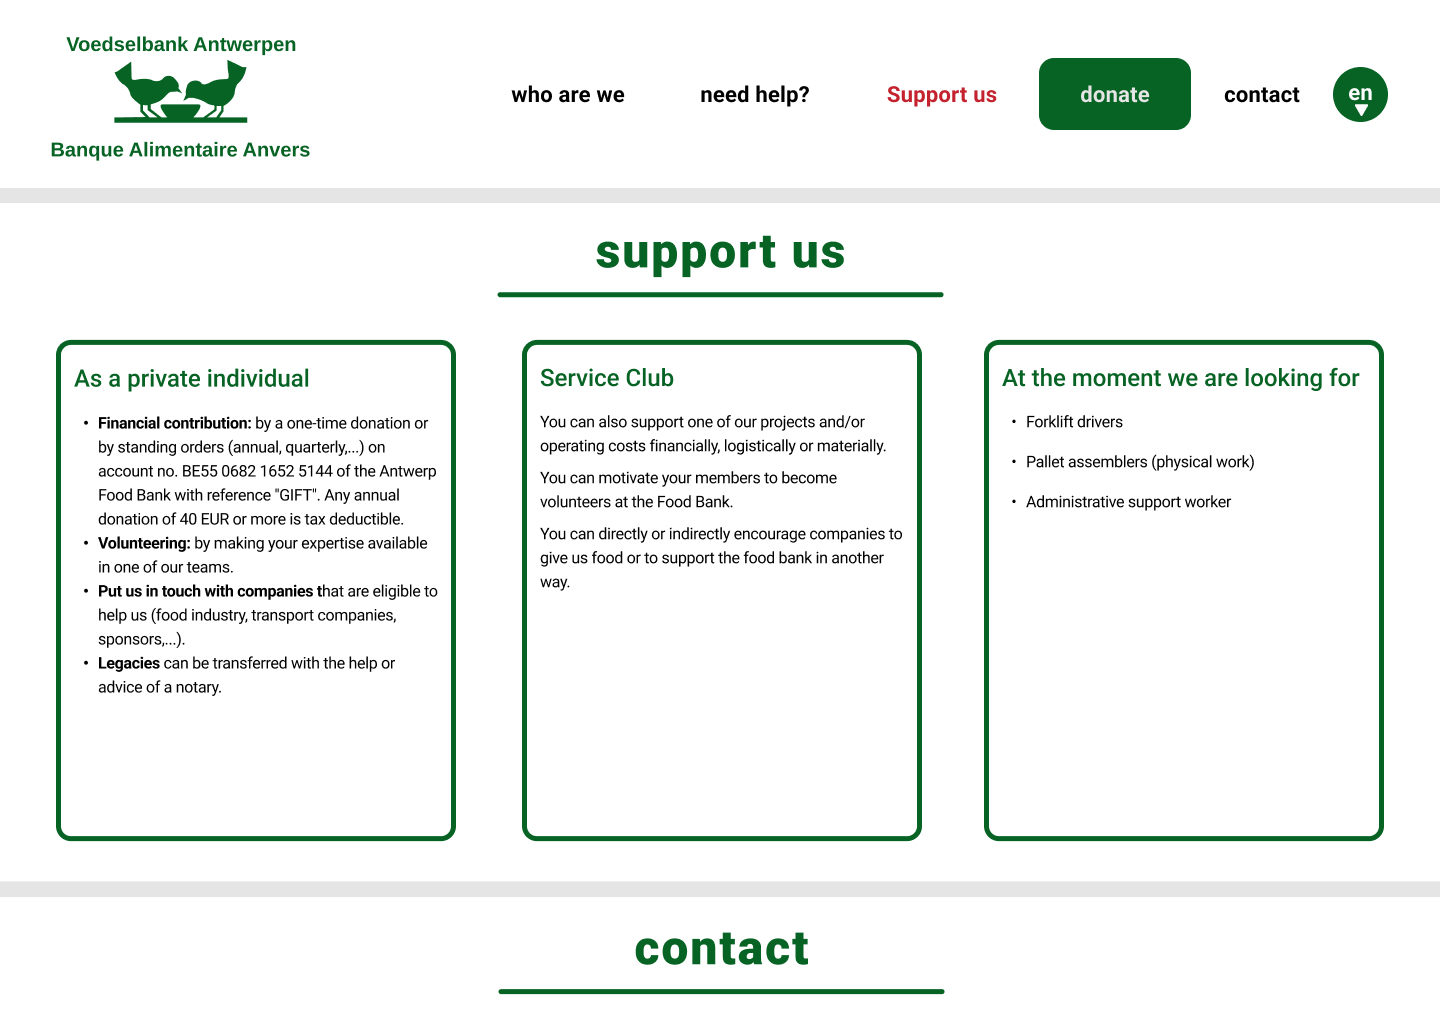 Voedselbank Antwerpen
Banque Alimentaire Anvers
who are we
need help?
Support us
donate
contact
en
support us
As a private individual
• Financial contribution: by a one-time donation or
by standing orders (annual, quarterly,...) on
account no. BE55 0682 1652 5144 of the Antwerp
Food Bank with reference "GIFT". Any annual
donation of 40 EUR or more is tax deductible.
• Volunteering: by making your expertise available
in one of our teams.
• Put us in touch with companies that are eligible to
help us (food industry, transport companies,
sponsors,...).
• Legacies can be transferred with the help or
advice of a notary.
Service Club
You can also support one of our projects and/or
operating costs financially, logistically or materially.
You can motivate your members to become
volunteers at the Food Bank.
You can directly or indirectly encourage companies to
give us food or to support the food bank in another
way.
At the moment we are looking for
• Forklift drivers
• Pallet assemblers (physical work)
• Administrative support worker
contact